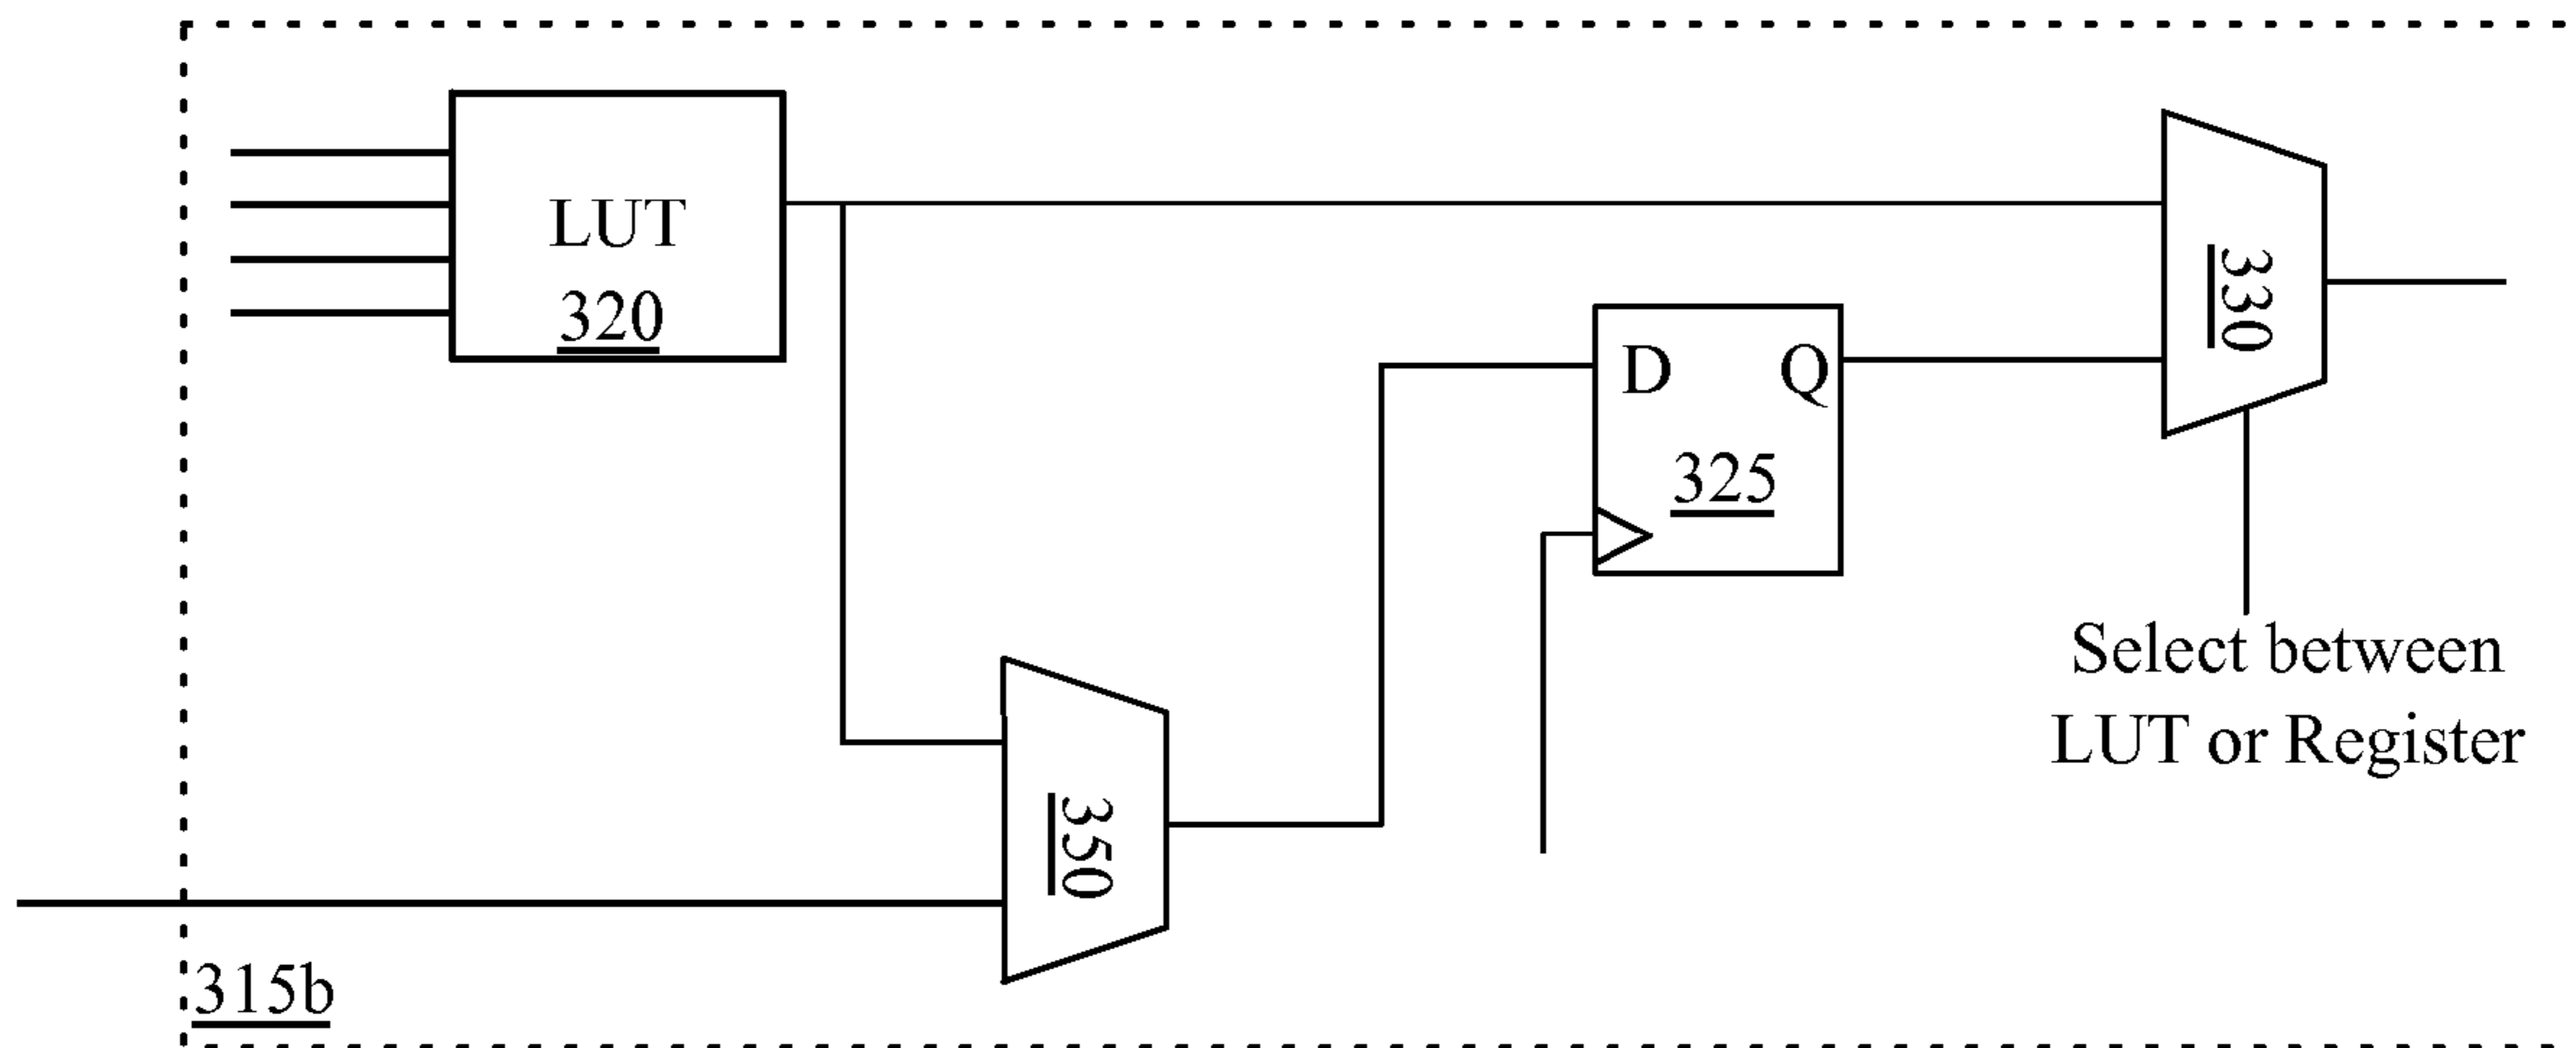 LUT
320
330
D Q
325
Select between
LUT or Register
350
315b